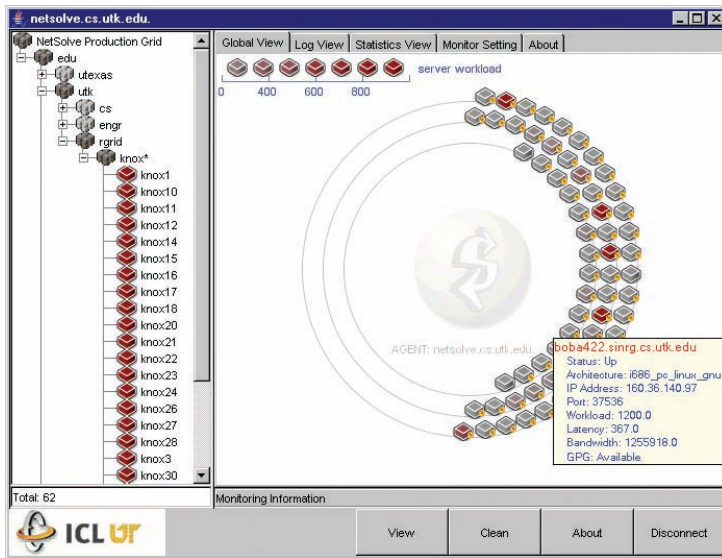 netsolve.cs.utk.edu.
NetSolve Production Grid
edu
utexas
utk
cs
engr
rgrid
knox*
knox1
knox10
knox11
knox12
knox14
knox15
knox16
knox17
knox18
knox20
knox21
knox22
knox23
knox24
knox26
knox27
knox28
knox3
knox30
Total: 62
Global View Log View Statistics View Monitor Setting About
server workload
0 400 600 800
AGENT: netsolve.cs.utk.edu
boba422.sinrg.cs.utk.edu
Status: Up
Architecture: i686_pc_linux_gnu
IP Address: 160.36.140.97
Port: 37536
Workload: 1200.0
Latency: 367.0
Bandwidth: 1255918.0
GPG: Available
Monitoring Information
ICL UT
View Clean About Disconnect